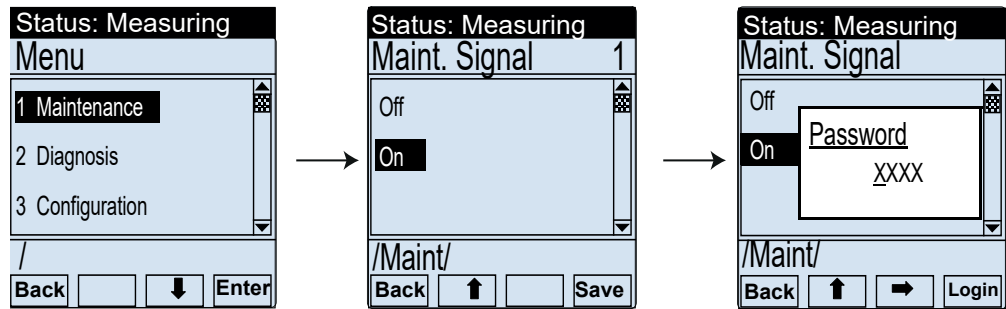 Status: Measuring
Menu
1 Maintenance
2 Diagnosis
3 Configuration
/
Back Enter
Status: Measuring
Maint. Signal 1
Off
On
/Maint/
Back Save
Status: Measuring
Maint. Signal
Off
On
Password
XXXX
/Maint/
Back Login